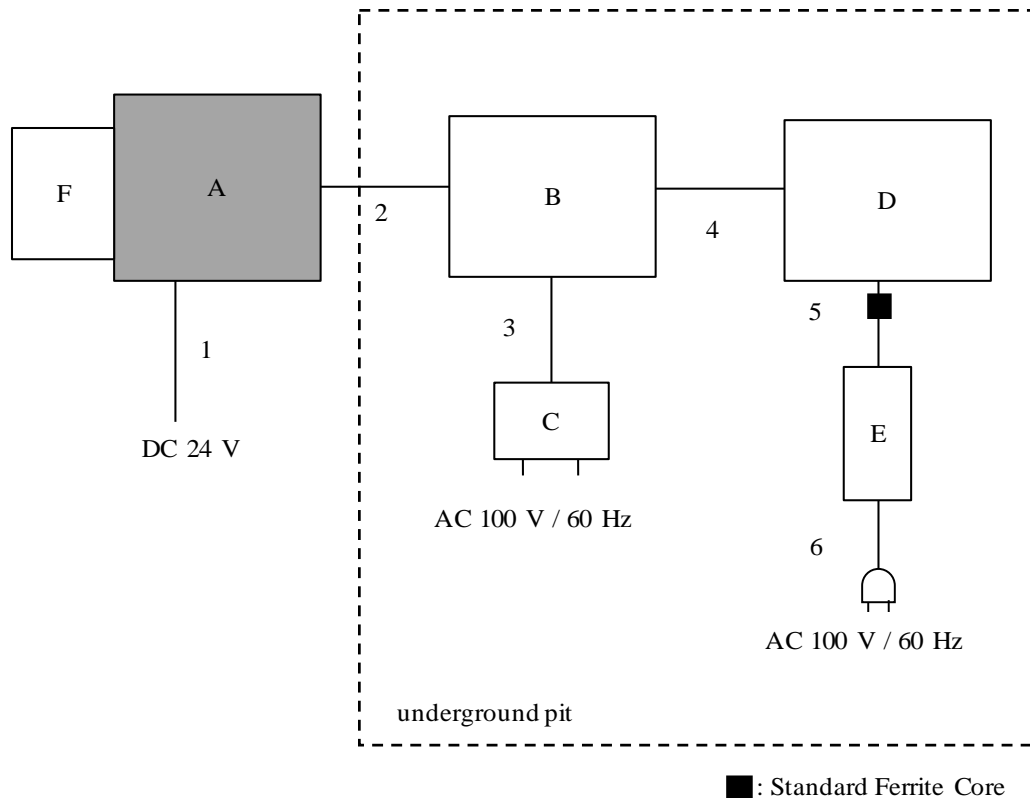 F
A
B
D
2
4
1
3
5
DC 24 V
C
E
AC 100 V / 60 Hz
6
AC 100 V / 60 Hz
underground pit
: Standard Ferrite Core